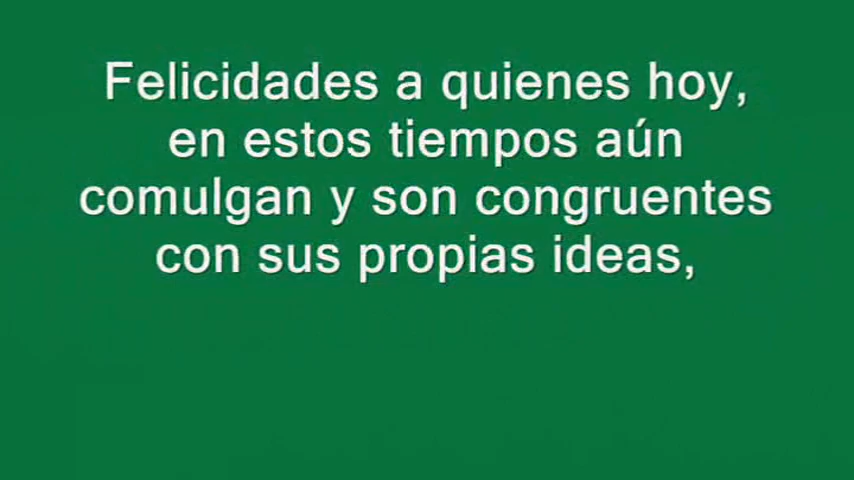 Felicidades a quienes hoy,
en estos tiempos aún
comulgan y son congruentes
con sus propias ideas,